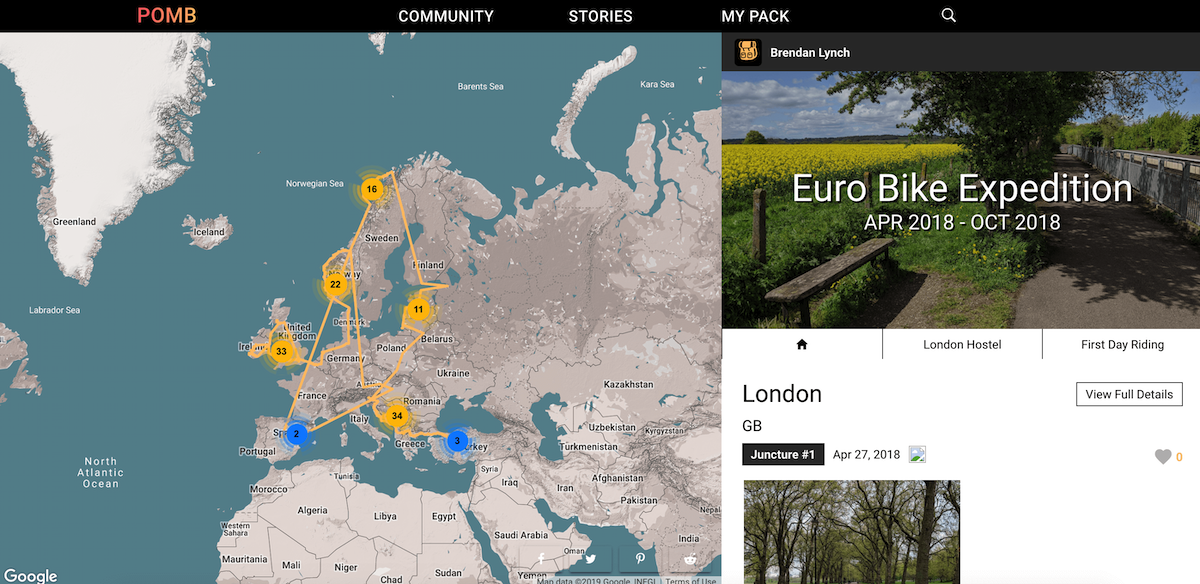 POMB
COMMUNITY
STORIES
MY PACK
Barents Sea
Kara Sea
Norwegian Sea
Greenland
Iceland
16
Sweden
Finland
Norway
22
11
Labrador Sea
Denmark
United
Kingdom
Ireland
33
Belarus
Poland
Germany
Ukraine
Austria
Kazakhstan
France
Romania
34
Italy
2
3
Uzbekistan
Kyrgyzstan
Greece
Turkey
Turkmenistan
Portugal
North
Atlantic
Ocean
Syria
Tunisia
Iraq
Afghanistan
Iran
Morocco
Pakistan
Nepal
Algeria
Libya
Egypt
Western
Sahara
Saudi Arabia
India
Oman
Mauritania
Mali
Niger
Chad
Sudan
Yemen
Google
Map data ©2019 Google, INEGI
Terms of Use
Brendan Lynch
Euro Bike Expedition
APR 2018 - OCT 2018
London Hostel
First Day Riding
London
View Full Details
GB
Juncture #1
Apr 27, 2018
0